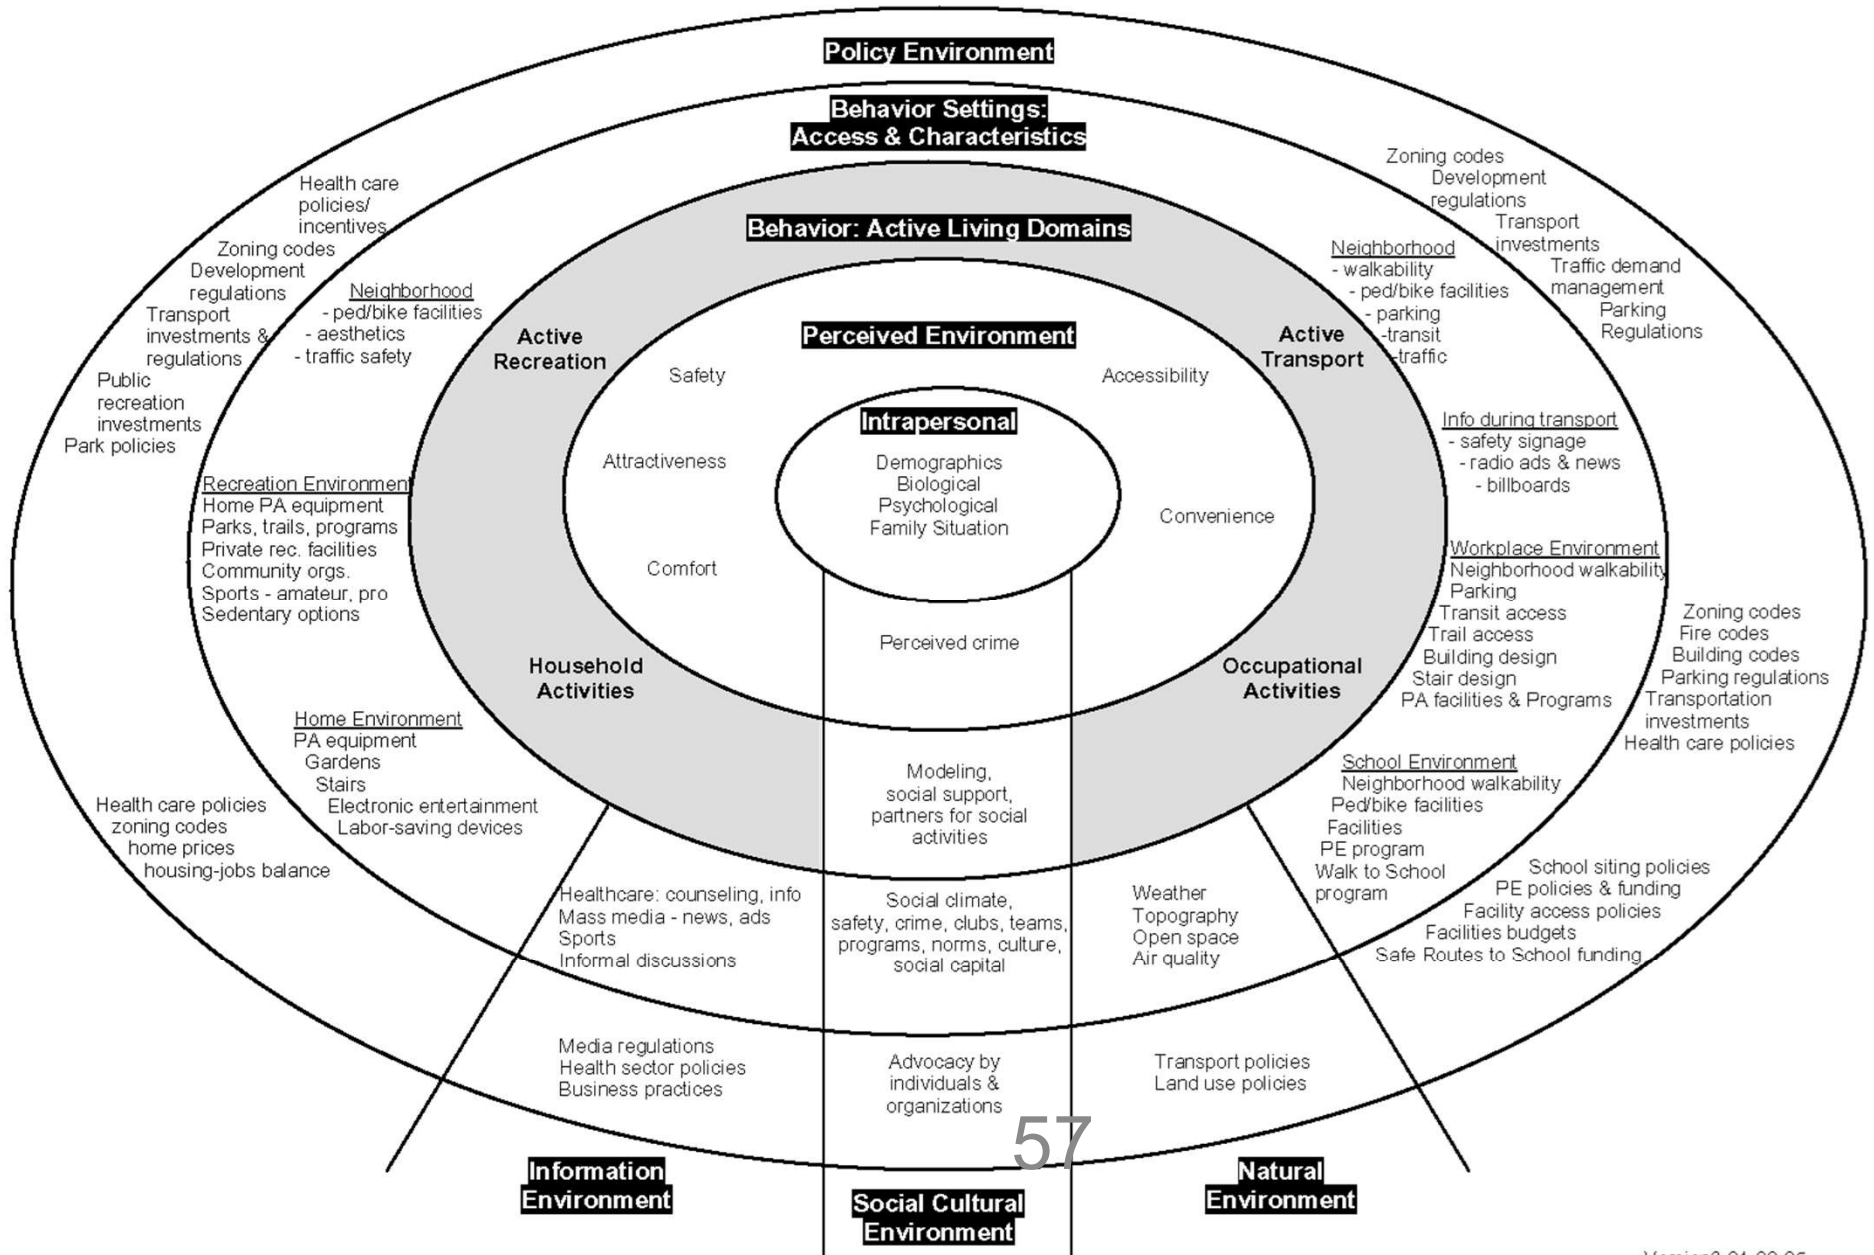 Policy Environment
Behavior Settings:
Access & Characteristics
Behavior: Active Living Domains
Health care
policies/
incentives
Zoning codes
Development
regulations
Transport
investments &
regulations
Public
recreation
investments
Park policies
Neighborhood
- ped/bike facilities
- aesthetics
- traffic safety
Active
Recreation
Perceived Environment
Safety
Accessibility
Attractiveness
Convenience
Comfort
Perceived crime
Intrapersonal
Demographics
Biological
Psychological
Family Situation
Active
Transport
Neighborhood
- walkability
- ped/bike facilities
- parking
-transit
-traffic
Zoning codes
Development
regulations
Transport
investments
Traffic demand
management
Parking
Regulations
Info during transport
- safety signage
- radio ads & news
- billboards
Recreation Environment
Home PA equipment
Parks, trails, programs
Private rec. facilities
Community orgs.
Sports - amateur, pro
Sedentary options
Workplace Environment
Neighborhood walkability
Parking
Transit access
Trail access
Building design
Stair design
PA facilities & Programs
Zoning codes
Fire codes
Building codes
Parking regulations
Transportation
investments
Health care policies
Household
Activities
Occupational
Activities
Home Environment
PA equipment
Gardens
Stairs
Electronic entertainment
Labor-saving devices
Health care policies
zoning codes
home prices
housing-jobs balance
Modeling,
social support,
partners for social
activities
School Environment
Neighborhood walkability
Ped/bike facilities
Facilities
PE program
Walk to School
program
School siting policies
PE policies & funding
Facility access policies
Facilities budgets
Safe Routes to School funding
Healthcare: counseling, info
Mass media - news, ads
Sports
Informal discussions
Social climate,
safety, crime, clubs, teams,
programs, norms, culture,
social capital
Weather
Topography
Open space
Air quality
Media regulations
Health sector policies
Business practices
Advocacy by
individuals &
organizations
Transport policies
Land use policies
57
Information
Environment
Social Cultural
Environment
Natural
Environment